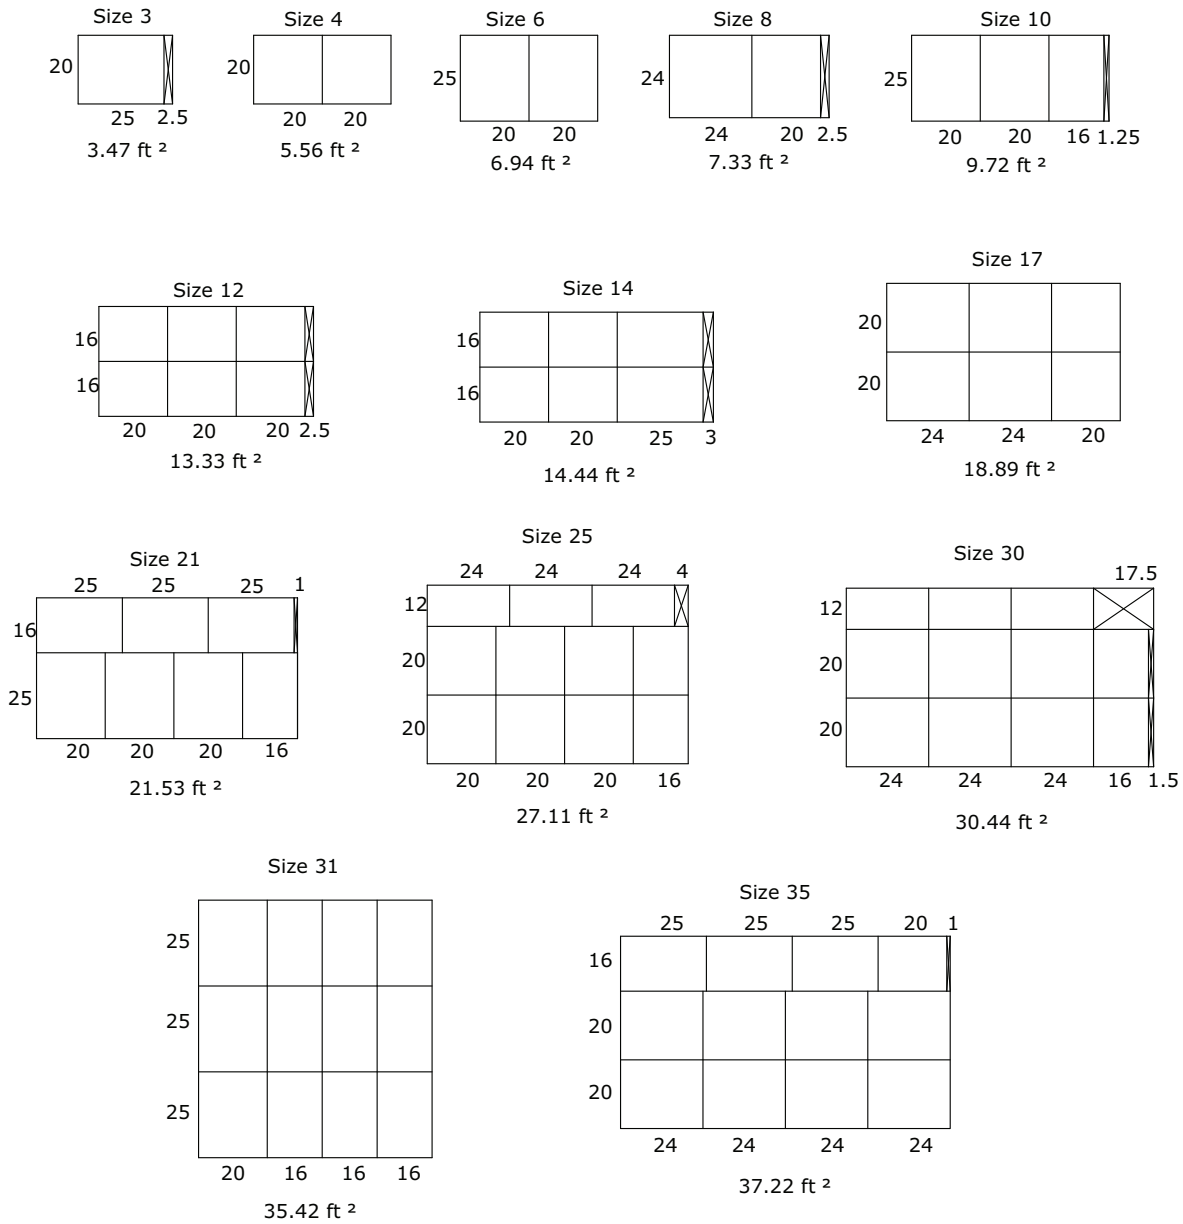 Size 3
20
25 2.5
3.47 ft ²
Size 4
20
20 20
5.56 ft ²
Size 6
25
20 20
6.94 ft ²
Size 8
24
24 20 2.5
7.33 ft ²
Size 10
25
20 20 16 1.25
9.72 ft ²
Size 12
16
16
20 20 20 2.5
13.33 ft ²
Size 14
16
16
20 20 25 3
14.44 ft ²
Size 17
20
20
24 24 20
18.89 ft ²
Size 21
25 25 25 1
16
25
20 20 20 16
21.53 ft ²
Size 25
24 24 24 4
12
20
20
20 20 20 16
27.11 ft ²
Size 30
17.5
12
20
20
24 24 24 16 1.5
30.44 ft ²
Size 31
25
25
25
20 16 16 16
35.42 ft ²
Size 35
25 25 25 20 1
16
20
20
24 24 24 24
37.22 ft ²